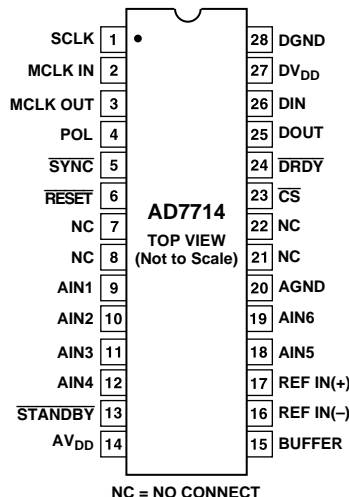 SCLK 1 28 DGND
MCLK IN 2 27 DVDD
MCLK OUT 3 26 DIN
POL 4 25 DOUT
SYNC 5 24 DRDY
RESET 6 23 CS
NC 7 22 NC
NC 8 21 NC
AIN1 9 20 AGND
AIN2 10 19 AIN6
AIN3 11 18 AIN5
AIN4 12 17 REF IN(+)
STANDBY 13 16 REF IN(–)
AVDD 14 15 BUFFER
AD7714
TOP VIEW
(Not to Scale)
NC = NO CONNECT